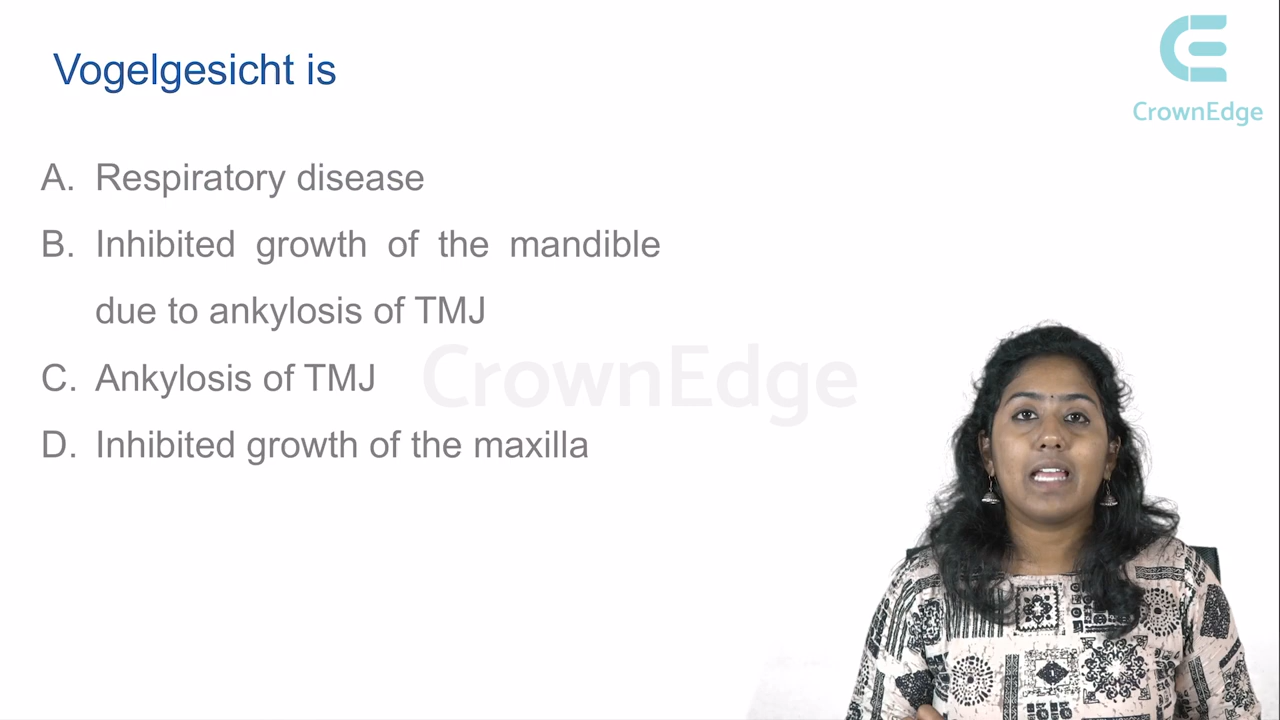 Vogelgesicht is
CrownEdge
A. Respiratory disease
B. Inhibited growth of the mandible
due to ankylosis of TMJ
C. Ankylosis of TMJ
CrownEdge
D. Inhibited growth of the maxilla